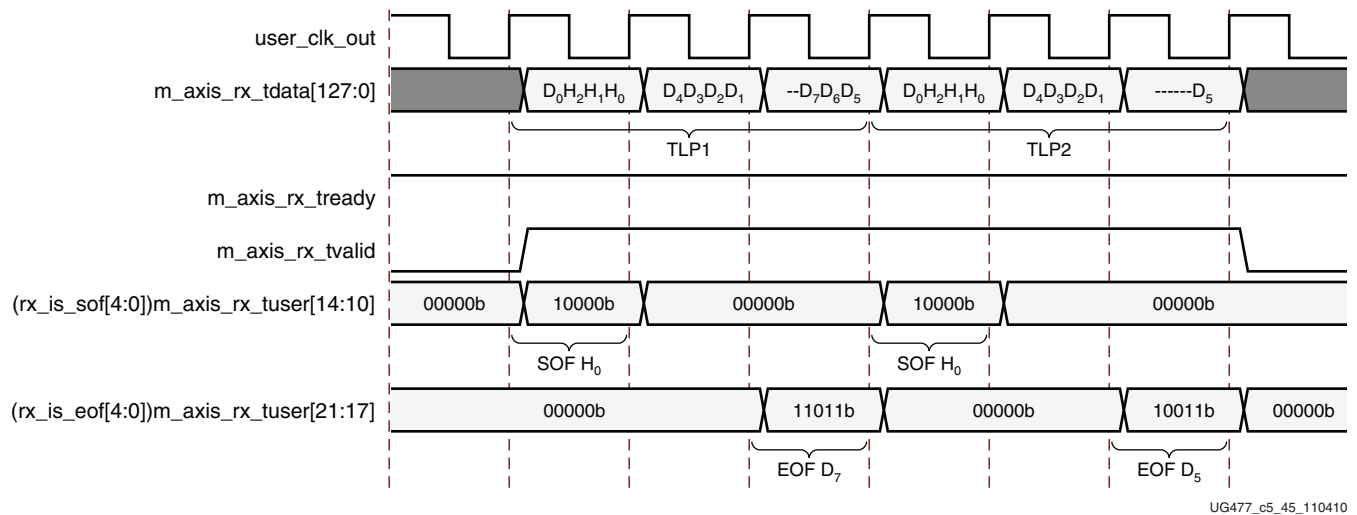 user_clk_out
m_axis_rx_tdata[127:0] D₀H₂H₁H₀ D₄D₃D₂D₁ --D₇D₆D₅ D₀H₂H₁H₀ D₄D₃D₂D₁ ------D₅
TLP1 TLP2
m_axis_rx_tready
m_axis_rx_tvalid
(rx_is_sof[4:0])m_axis_rx_tuser[14:10] 00000b 10000b 00000b 10000b 00000b
SOF H₀ SOF H₀
(rx_is_eof[4:0])m_axis_rx_tuser[21:17] 00000b 11011b 00000b 10011b 00000b
EOF D₇ EOF D₅
UG477_c5_45_110410